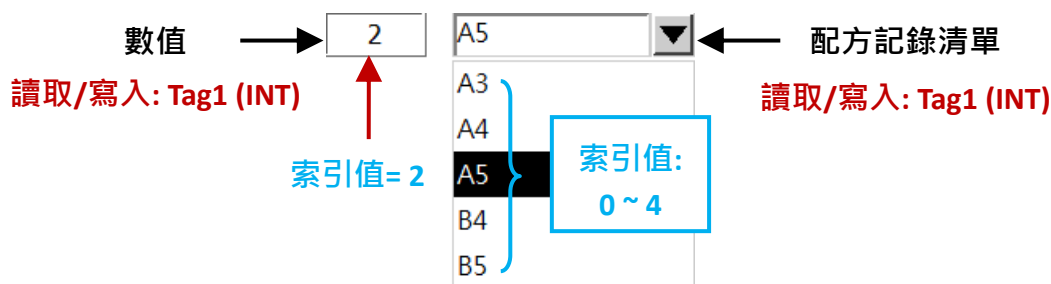 數值
2
A5
配方記錄清單
讀取/寫入: Tag1 (INT)
讀取/寫入: Tag1 (INT)
索引值= 2
A3
A4
A5
B4
B5
索引值:
0 ~ 4